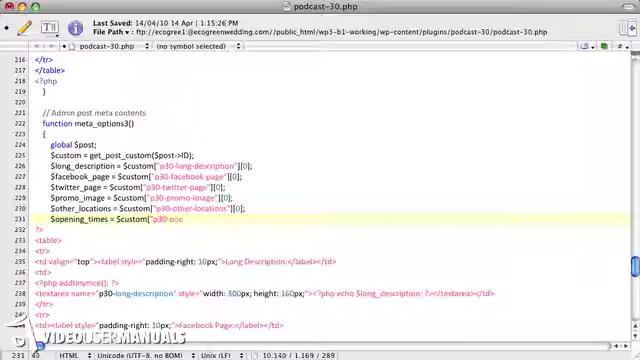 podcast-30.php
Last Saved: 14/04/10 14 Apr | 1:15:26 PM
File Path ▾: ftp://ecogree1@ecogreenwedding.com/public_html/wp3-b1-working/wp-content/plugins/podcast-30/podcast-30.php
podcast-30.php (no symbol selected)
216 </tr>
217 </table>
218 <?php
219 }
220
221 // Admin post meta contents
222 function meta_options3()
223 {
224 global $post;
225 $custom = get_post_custom($post->ID);
226 $long_description = $custom["p30-long-description"][0];
227 $facebook_page = $custom["p30-facebook-page"][0];
228 $twitter_page = $custom["p30-twitter-page"][0];
229 $promo_image = $custom["p30-promo-image"][0];
230 $other_locations = $custom["p30-other-locations"][0];
231 $opening_times = $custom["p30-
232 ?>
233 <table>
234 <tr>
235 <td valign="top"><label style="padding-right: 10px;">Long Description:</label></td>
236 <td>
237 <?php addtinymce(); ?>
238 <textarea name="p30-long-description" style="width: 300px; height: 160px;"><?php echo $long_description; ?></textarea></td>
239 </tr>
<tr>
<td><label style="padding-right: 10px;">Facebook Page:</label></td>
VIDEOUSERMANUALS
231 HTML Unicode (UTF-8, no BOM) Unix (LF) 10,140 / 1,169 / 289